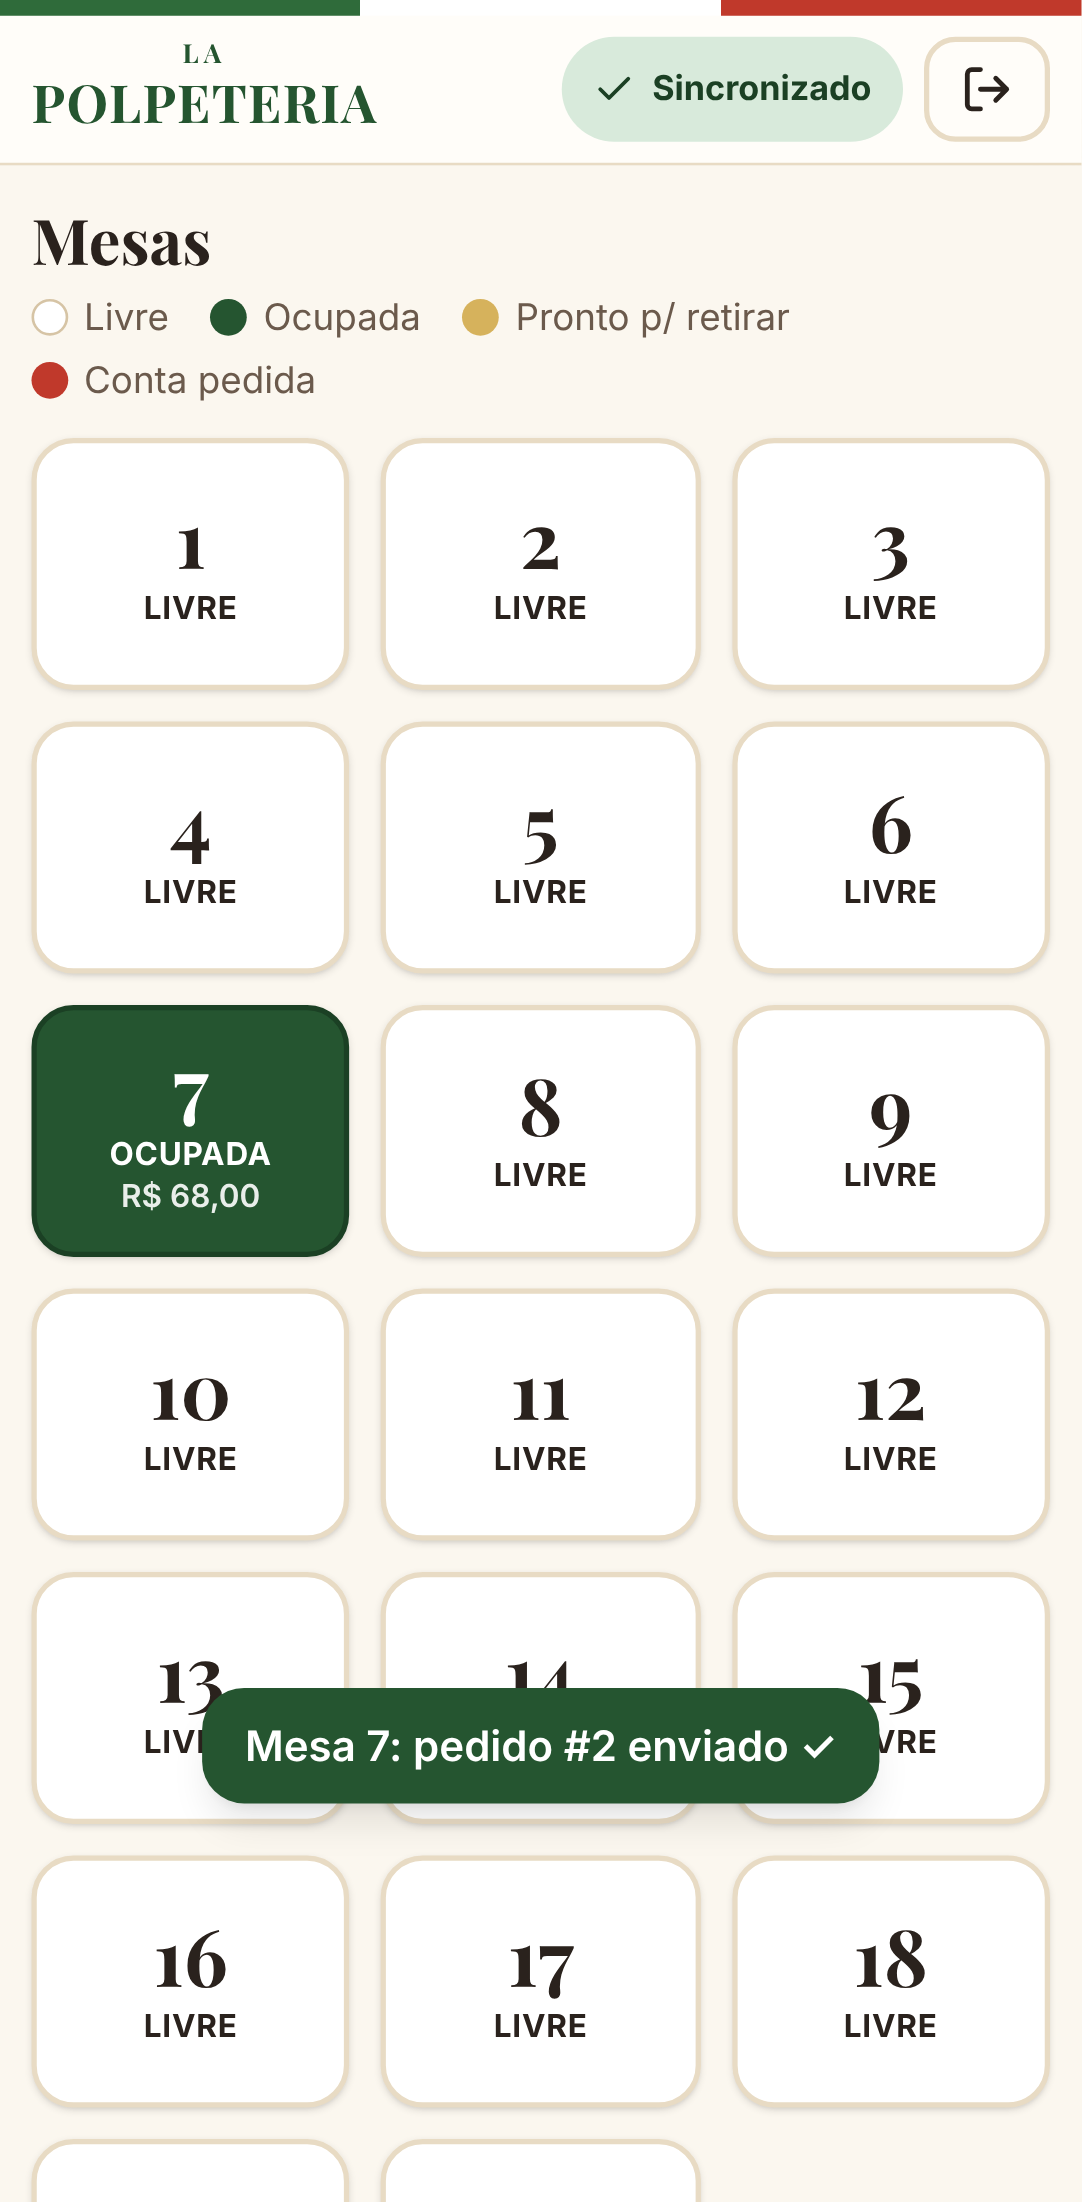 LA
POLPETERIA
Sincronizado
Mesas
Livre
Ocupada
Pronto p/ retirar
Conta pedida
1
LIVRE
2
LIVRE
3
LIVRE
4
LIVRE
5
LIVRE
6
LIVRE
7
OCUPADA
R$ 68,00
8
LIVRE
9
LIVRE
10
LIVRE
11
LIVRE
12
LIVRE
13
14
15
Mesa 7: pedido #2 enviado ✓
16
LIVRE
17
LIVRE
18
LIVRE